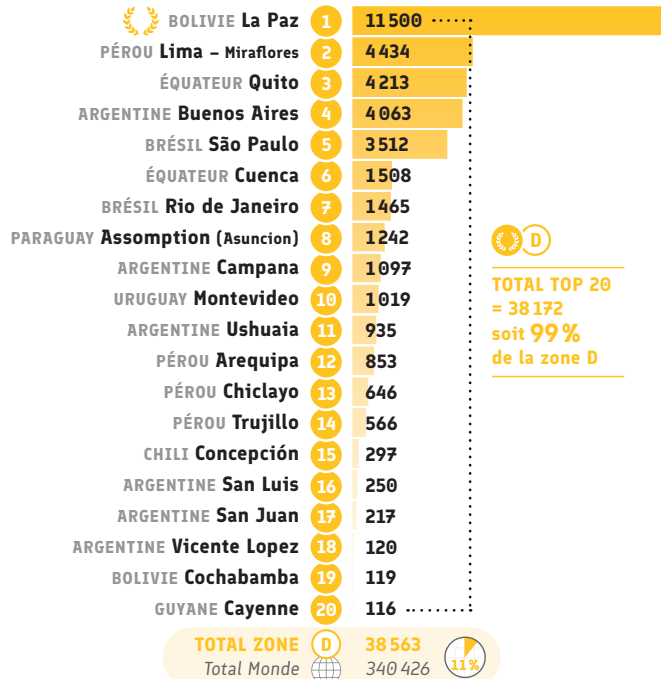 BOLIVIE La Paz 1 11 500
PÉROU Lima – Miraflores 2 4 434
ÉQUATEUR Quito 3 4 213
ARGENTINE Buenos Aires 4 4 063
BRÉSIL São Paulo 5 3 512
ÉQUATEUR Cuenca 6 1 508
BRÉSIL Rio de Janeiro 7 1 465
PARAGUAY Assomption (Asuncion) 8 1 242
ARGENTINE Campana 9 1 097
URUGUAY Montevideo 10 1 019
ARGENTINE Ushuaia 11 935
PÉROU Arequipa 12 853
PÉROU Chiclayo 13 646
PÉROU Trujillo 14 566
CHILI Concepción 15 297
ARGENTINE San Luis 16 250
ARGENTINE San Juan 17 217
ARGENTINE Vicente Lopez 18 120
BOLIVIE Cochabamba 19 119
GUYANE Cayenne 20 116
D
TOTAL TOP 20
= 38 172
soit 99 %
de la zone D
TOTAL ZONE D 38 563
Total Monde 340 426
11 %